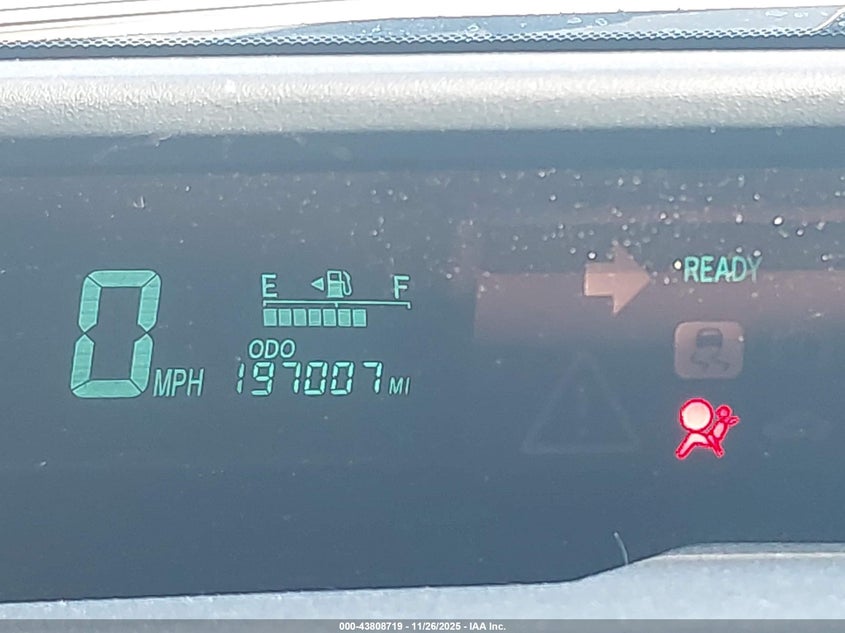 READY
E F
0 MPH
ODO
197007 MI
000-43808719 - 11/26/2025 - IAA Inc.